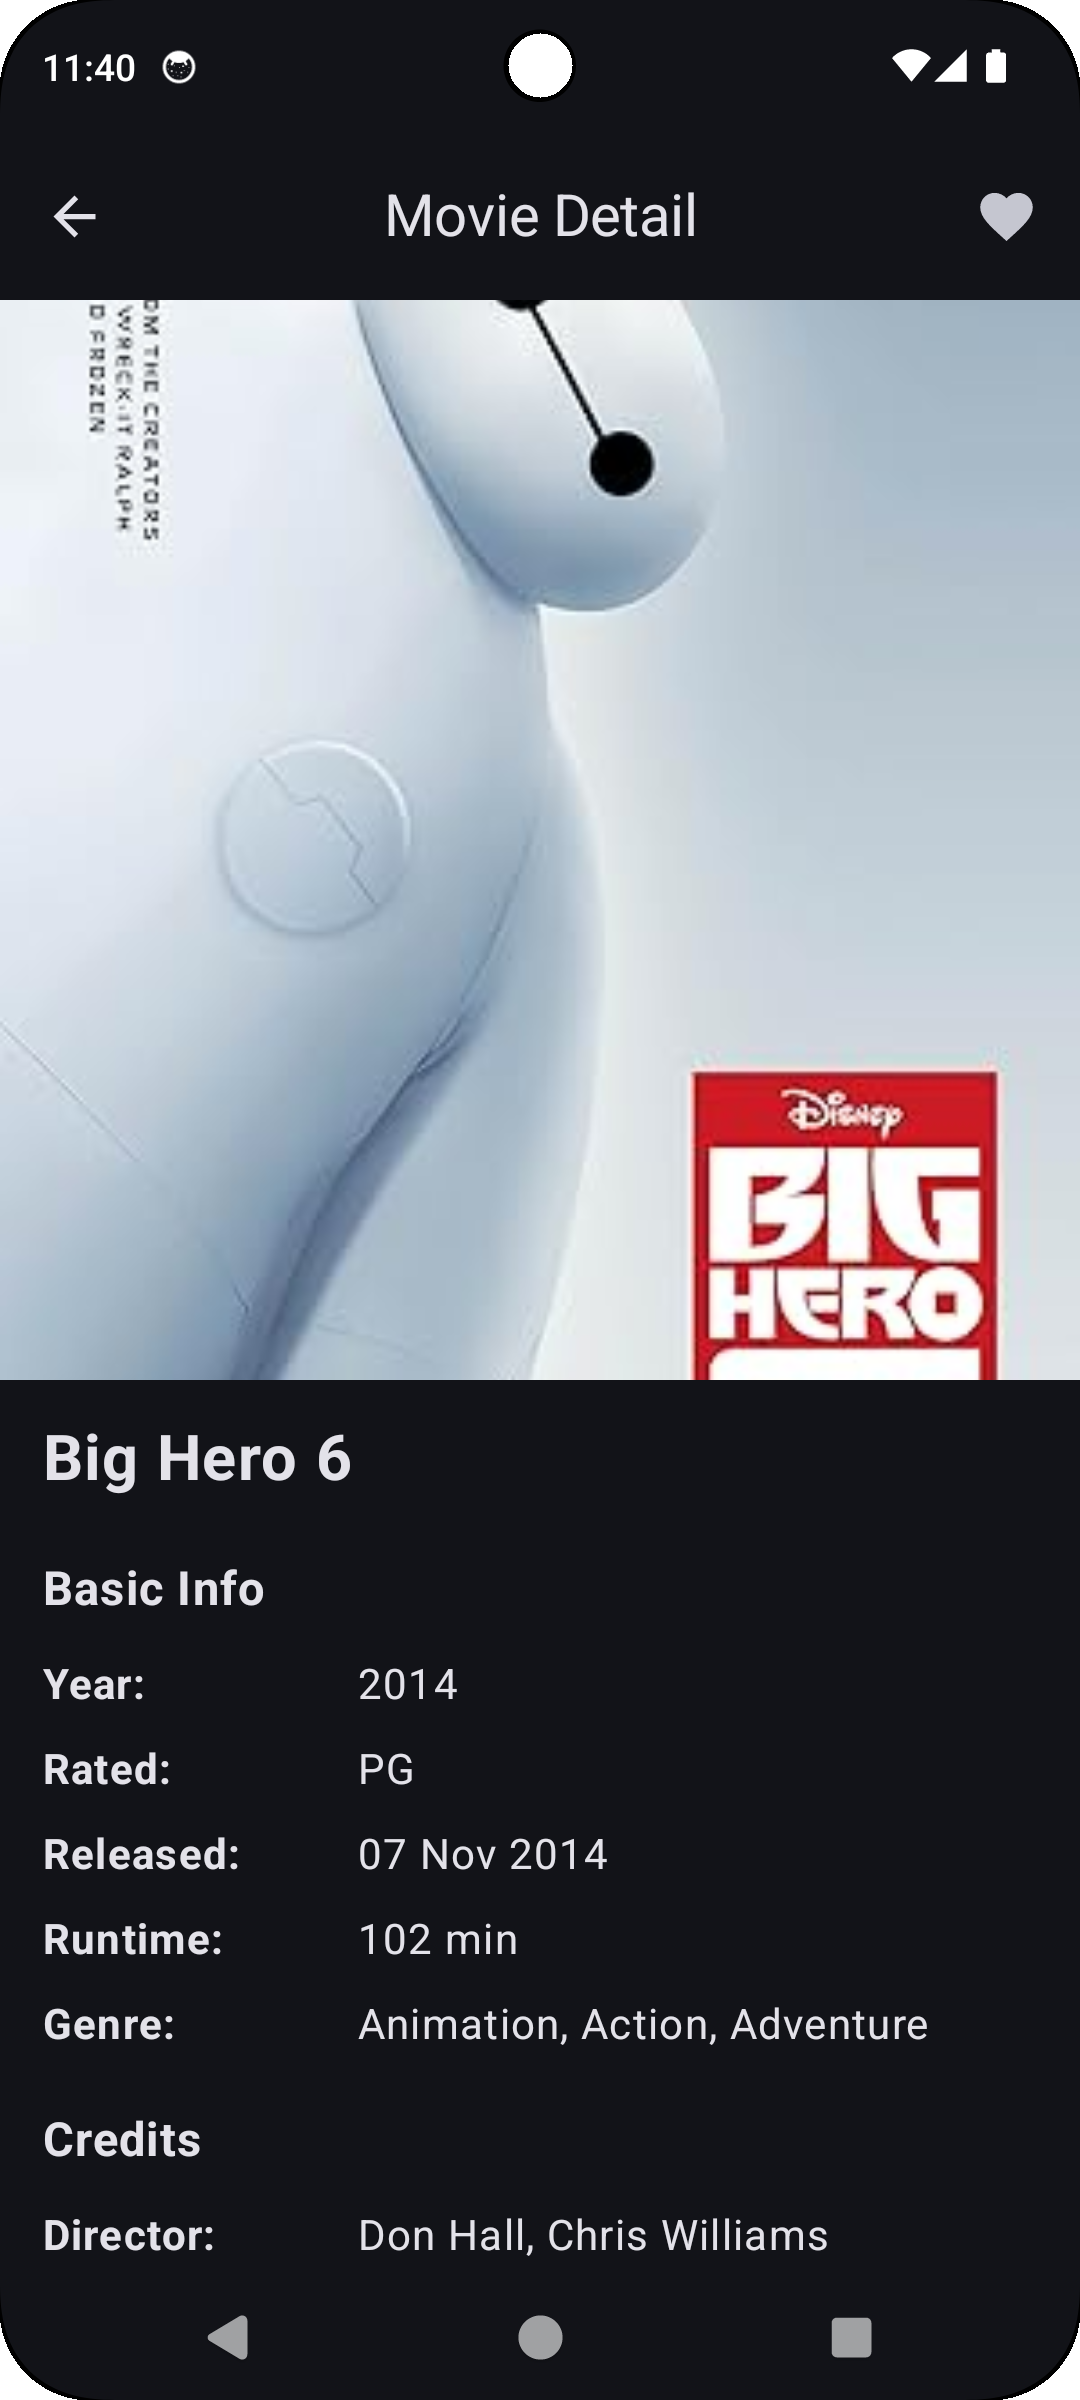 11:40
Movie Detail
OM THE CREATORS
WRECK-IT RALPH
D FROZEN
Disney
BIG
HERO
Big Hero 6
Basic Info
Year: 2014
Rated: PG
Released: 07 Nov 2014
Runtime: 102 min
Genre: Animation, Action, Adventure
Credits
Director: Don Hall, Chris Williams